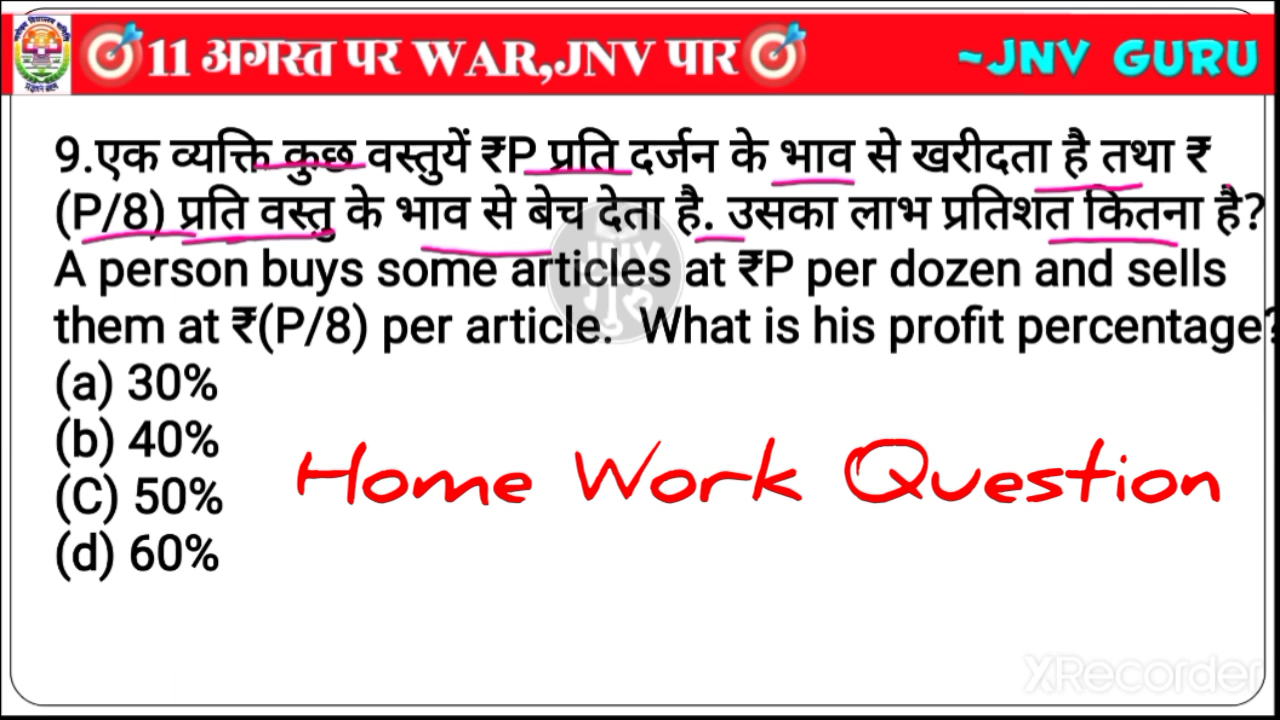 11 अगस्त पर WAR,JNV पार
~JNV GURU
9.एक व्यक्ति कुछ वस्तुयें ₹P प्रति दर्जन के भाव से खरीदता है तथा ₹
(P/8) प्रति वस्तु के भाव से बेच देता है. उसका लाभ प्रतिशत कितना है?
A person buys some articles at ₹P per dozen and sells
them at ₹(P/8) per article. What is his profit percentage?
(a) 30%
(b) 40%
(C) 50%
(d) 60%
Home Work Question
JNV
गुरु
XRecorder